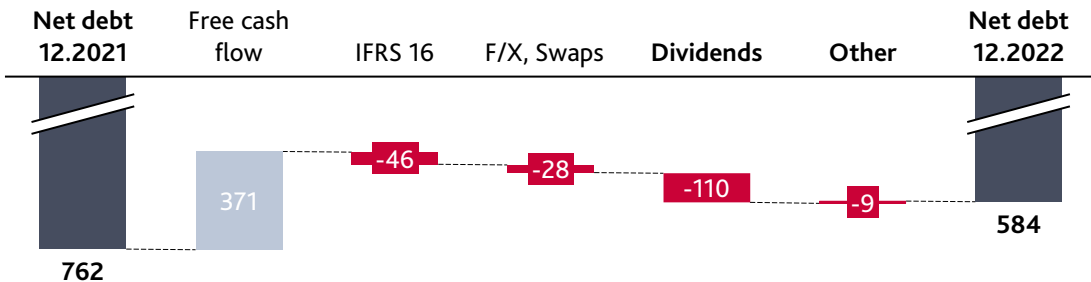 Net debt
12.2021
Free cash
flow
IFRS 16
F/X, Swaps
Dividends
Other
Net debt
12.2022
371
-46
-28
-110
-9
584
762